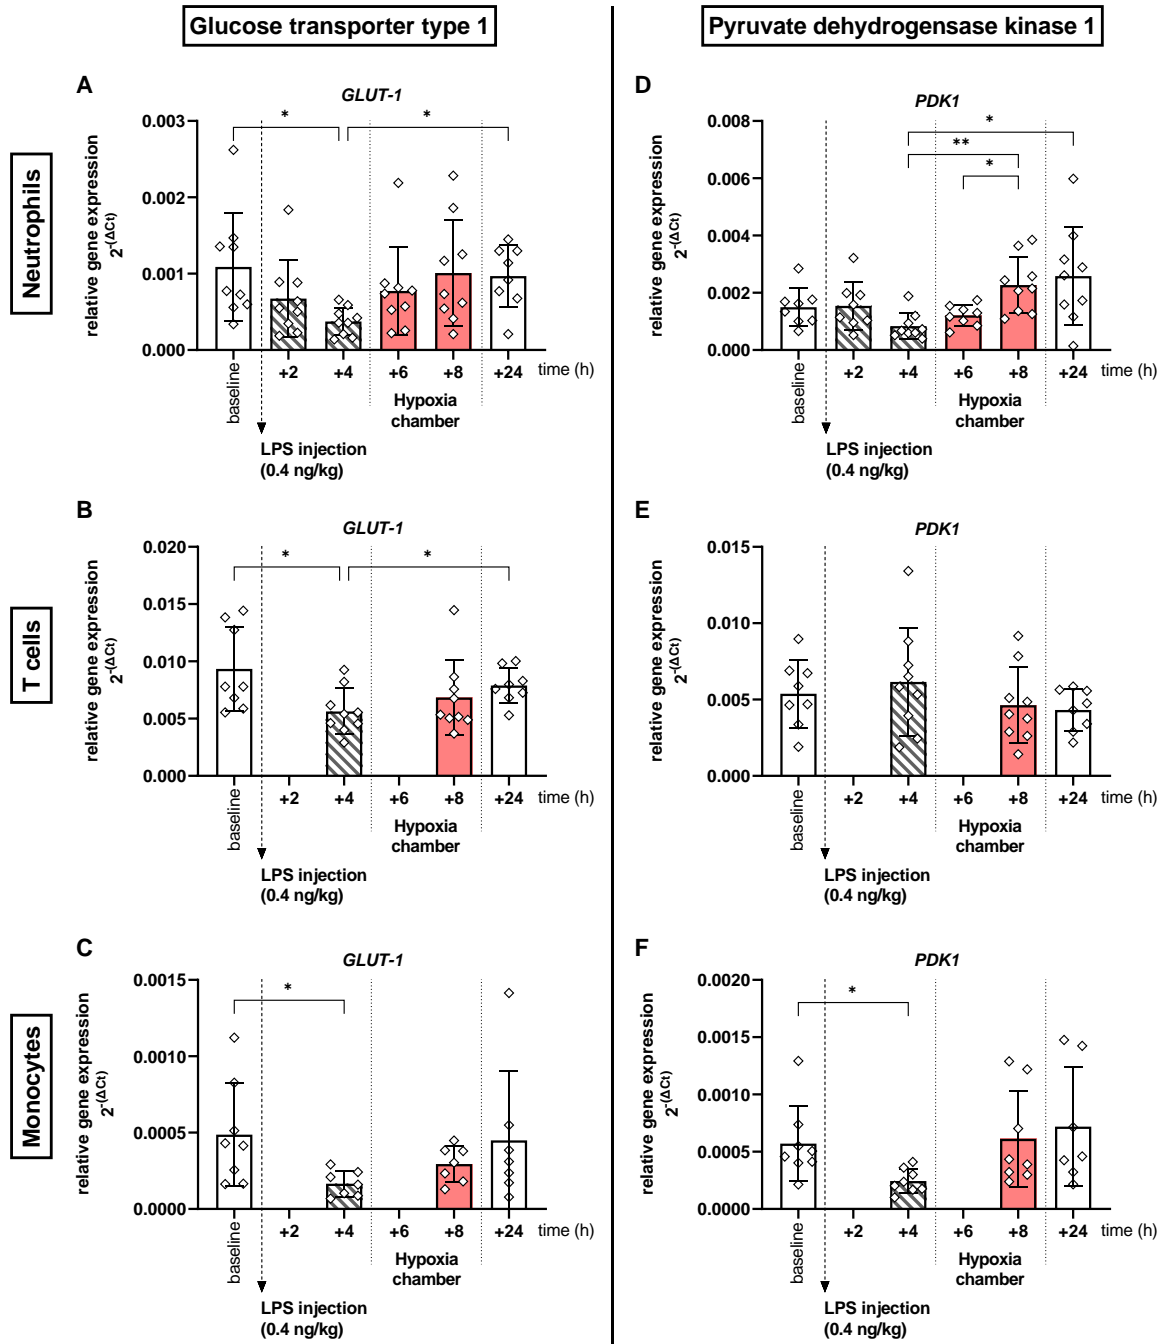 Glucose transporter type 1
Pyruvate dehydrogensase kinase 1
Neutrophils
A
GLUT-1
relative gene expression
2^-(ΔCt)
0.003
0.002
0.001
0.000
*
*
baseline
+2
+4
+6
+8
+24
time (h)
Hypoxia
chamber
LPS injection
(0.4 ng/kg)
D
PDK1
relative gene expression
2^-(ΔCt)
0.008
0.006
0.004
0.002
0.000
*
**
*
baseline
+2
+4
+6
+8
+24
time (h)
Hypoxia
chamber
LPS injection
(0.4 ng/kg)
T cells
B
GLUT-1
relative gene expression
2^-(ΔCt)
0.020
0.015
0.010
0.005
0.000
*
*
baseline
+2
+4
+6
+8
+24
time (h)
Hypoxia
chamber
LPS injection
(0.4 ng/kg)
E
PDK1
relative gene expression
2^-(ΔCt)
0.015
0.010
0.005
0.000
baseline
+2
+4
+6
+8
+24
time (h)
Hypoxia
chamber
LPS injection
(0.4 ng/kg)
Monocytes
C
GLUT-1
relative gene expression
2^-(ΔCt)
0.0015
0.0010
0.0005
0.0000
*
baseline
+2
+4
+6
+8
+24
time (h)
Hypoxia
chamber
LPS injection
(0.4 ng/kg)
F
PDK1
relative gene expression
2^-(ΔCt)
0.0020
0.0015
0.0010
0.0005
0.0000
*
baseline
+2
+4
+6
+8
+24
time (h)
Hypoxia
chamber
LPS injection
(0.4 ng/kg)